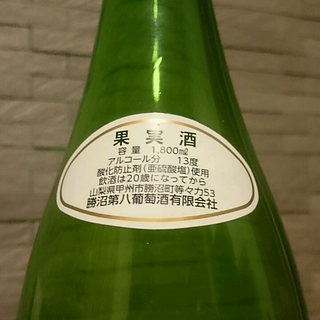 果実酒
容量 1,800㎖
アルコール分 13度
酸化防止剤(亜硫酸塩)使用
飲酒は20歳になってから
山梨県甲州市勝沼町等々力53
勝沼第八葡萄酒有限会社